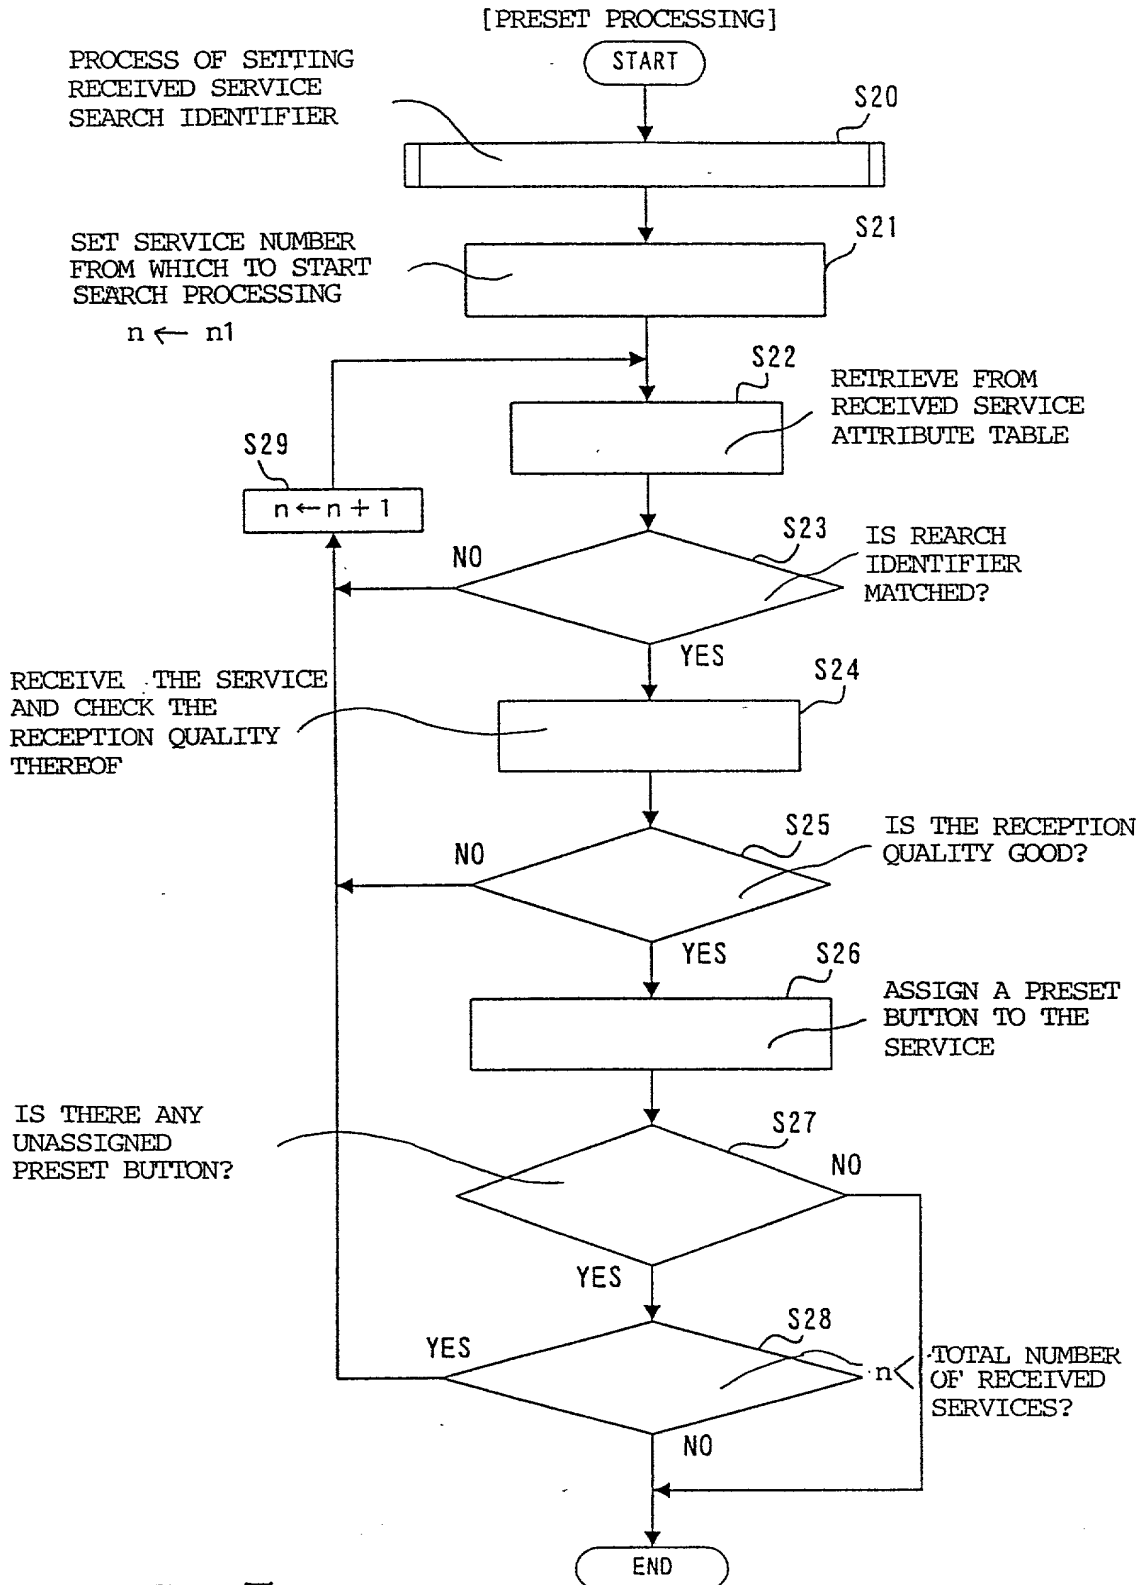 [PRESET PROCESSING]
START
PROCESS OF SETTING
RECEIVED SERVICE
SEARCH IDENTIFIER
S20
SET SERVICE NUMBER
FROM WHICH TO START
SEARCH PROCESSING
n ← n1
S21
S22
RETRIEVE FROM
RECEIVED SERVICE
ATTRIBUTE TABLE
S29
n←n+1
S23
IS REARCH
IDENTIFIER
MATCHED?
NO
YES
RECEIVE THE SERVICE
AND CHECK THE
RECEPTION QUALITY
THEREOF
S24
S25
IS THE RECEPTION
QUALITY GOOD?
NO
YES
S26
ASSIGN A PRESET
BUTTON TO THE
SERVICE
IS THERE ANY
UNASSIGNED
PRESET BUTTON?
S27
NO
YES
S28
YES
n< TOTAL NUMBER
OF RECEIVED
SERVICES?
NO
END